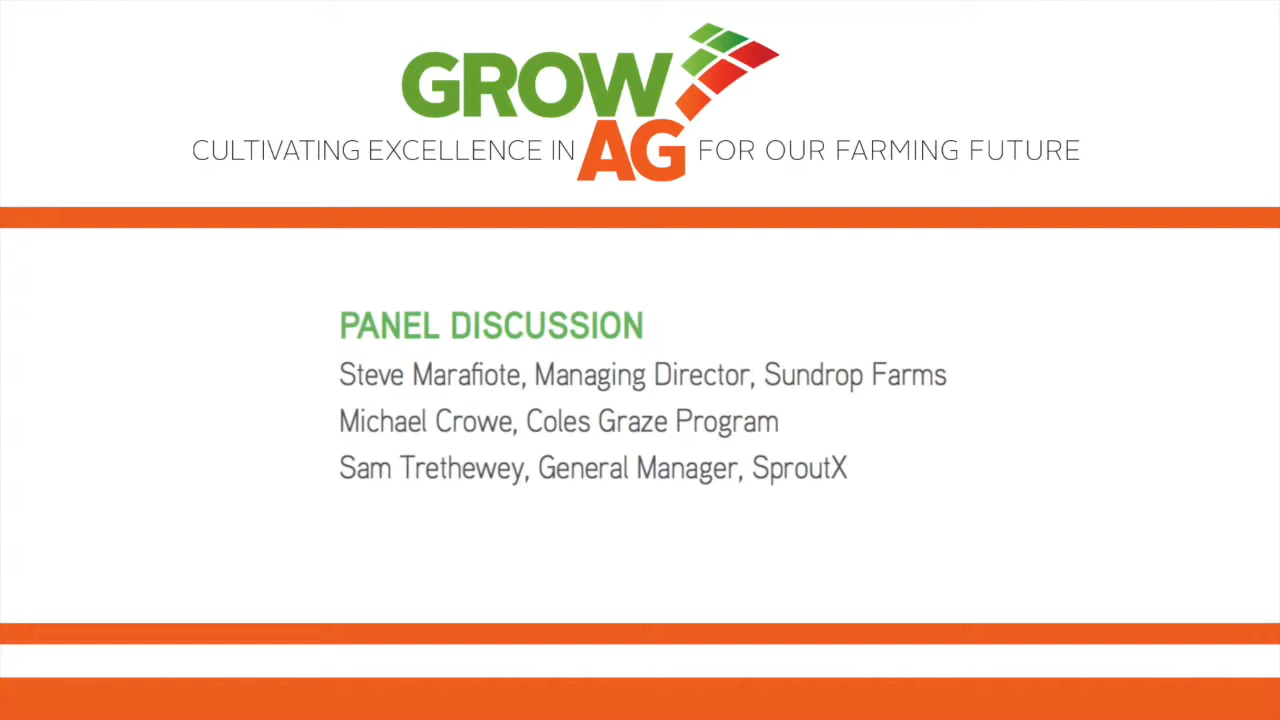 GROW
CULTIVATING EXCELLENCE IN AG FOR OUR FARMING FUTURE
PANEL DISCUSSION
Steve Marafiote, Managing Director, Sundrop Farms
Michael Crowe, Coles Graze Program
Sam Trethewey, General Manager, SproutX